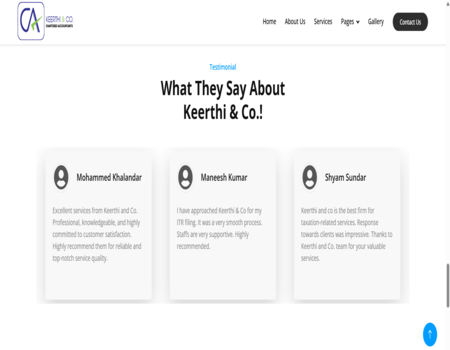 CA
KEERTHI & CO.
CHARTERED ACCOUNTANTS
Home About Us Services Pages Gallery Contact Us
Testimonial
What They Say About
Keerthi & Co.!
Mohammed Khalandar
Excellent services from Keerthi and Co.
Professional, knowledgeable, and highly
committed to customer satisfaction.
Highly recommend them for reliable and
top-notch service quality.
Maneesh Kumar
I have approached Keerthi & Co for my
ITR filing. It was a very smooth process.
Staffs are very supportive. Highly
recommended.
Shyam Sundar
Keerthi and co is the best firm for
taxation-related services. Response
towards clients was impressive. Thanks to
Keerthi and Co. team for your valuable
services.